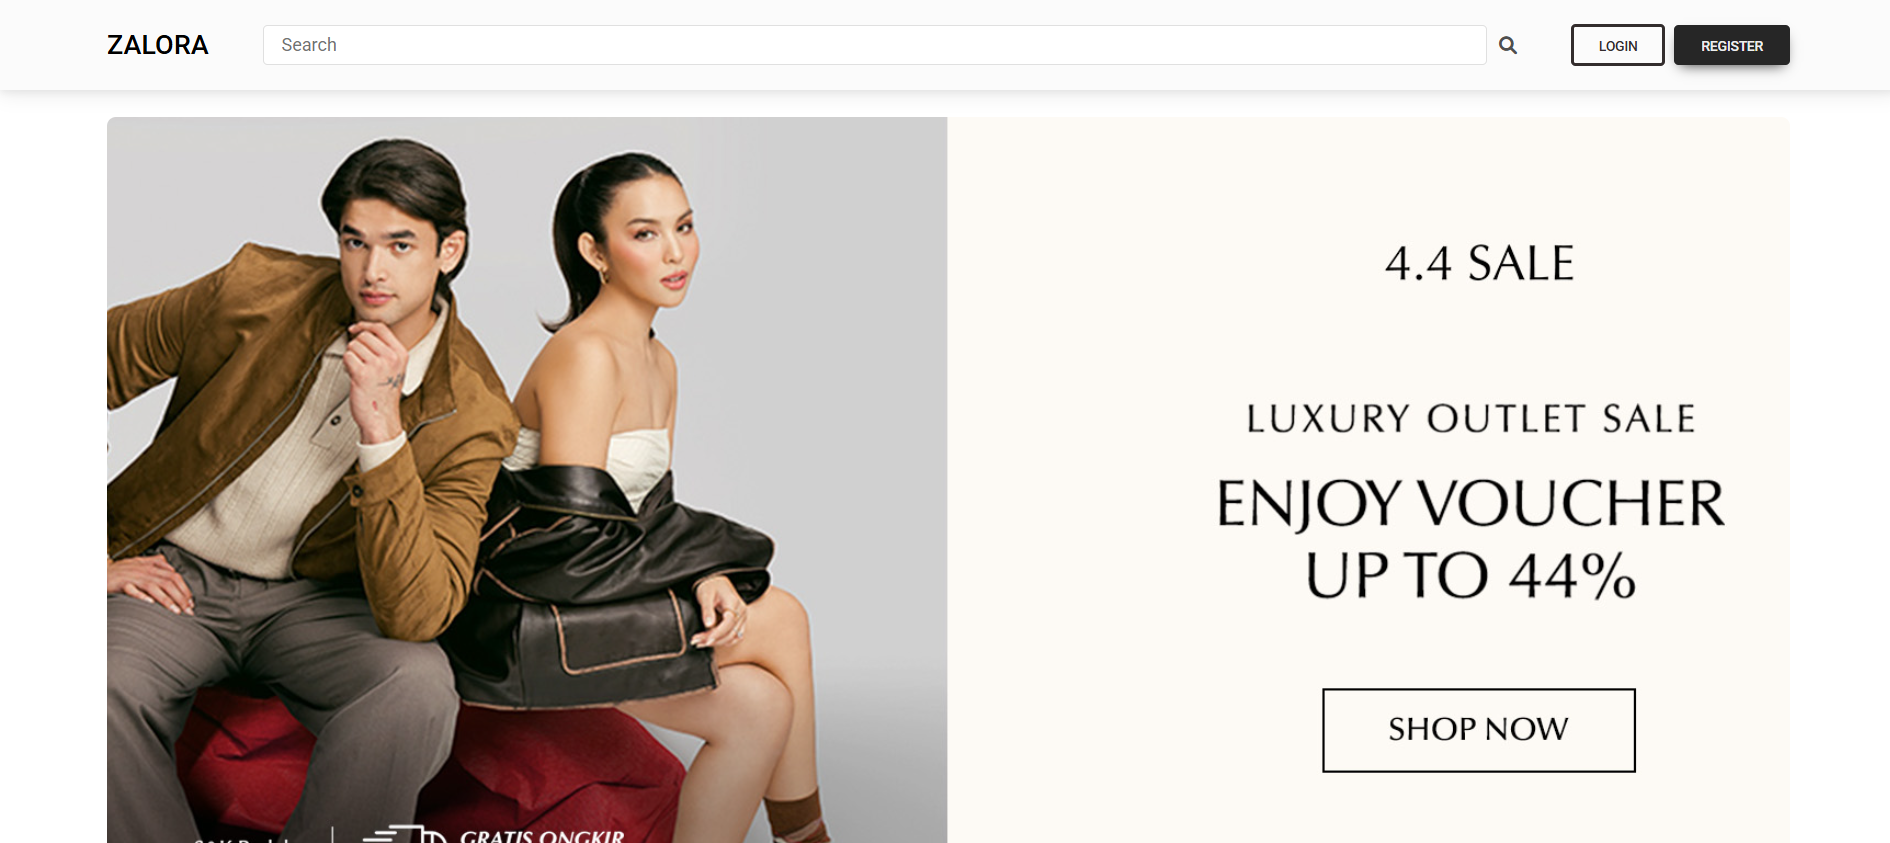 ZALORA
Search
LOGIN
REGISTER
4.4 SALE
LUXURY OUTLET SALE
ENJOY VOUCHER
UP TO 44%
SHOP NOW
GRATIS ONGKIR